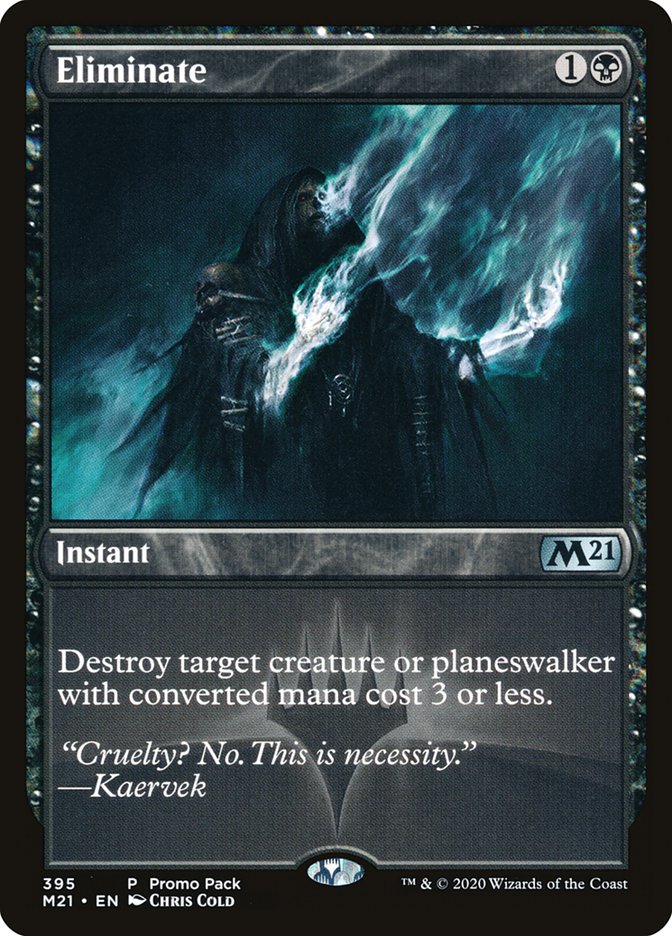 Eliminate 1
Instant M21
Destroy target creature or planeswalker
with converted mana cost 3 or less.
“Cruelty? No. This is necessity.”
—Kaervek
395 P Promo Pack ™ & © 2020 Wizards of the Coast
M21 • EN Chris Cold